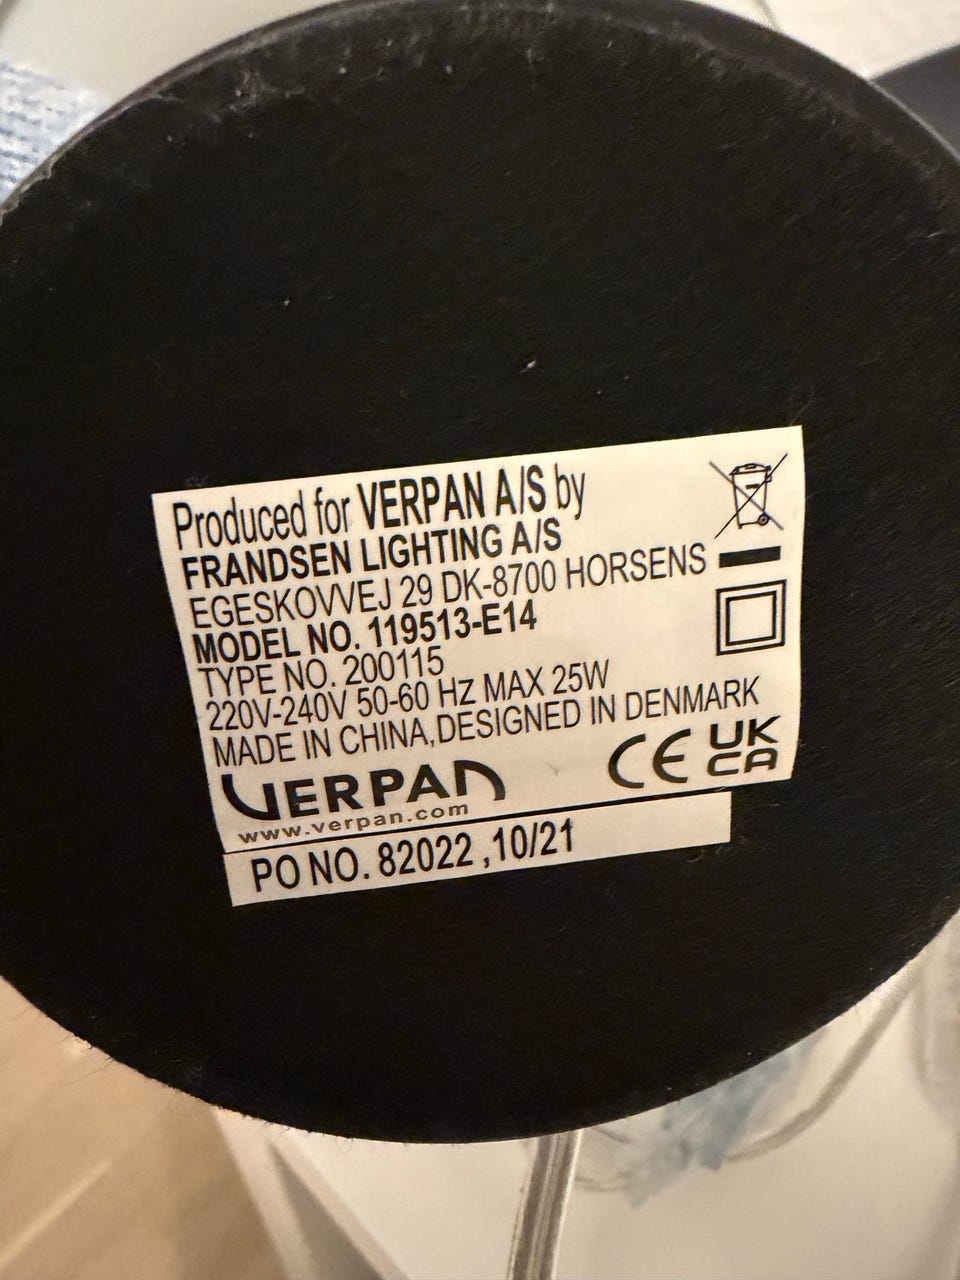 Produced for VERPAN A/S by
FRANDSEN LIGHTING A/S
EGESKOVVEJ 29 DK-8700 HORSENS
MODEL NO. 119513-E14
TYPE NO. 200115
220V-240V 50-60 HZ MAX 25W
MADE IN CHINA,DESIGNED IN DENMARK
VERPAN
CE UK CA
www.verpan.com
PO NO. 82022 ,10/21